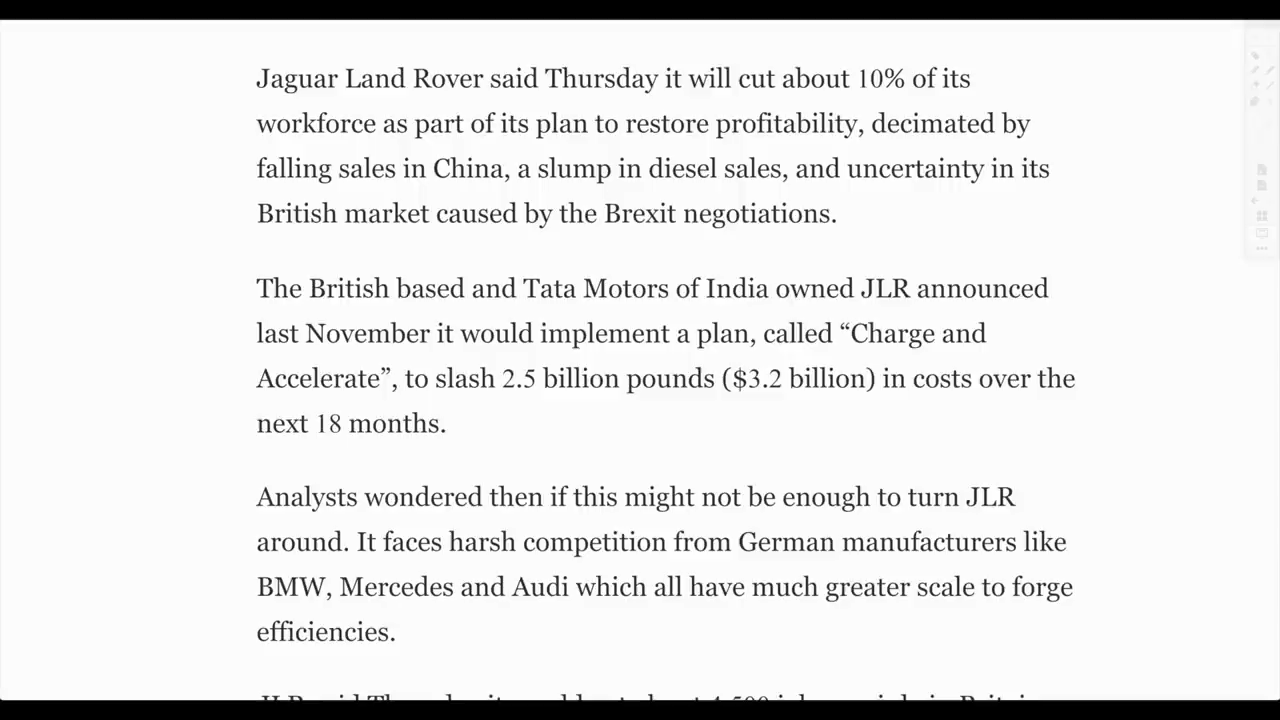 Jaguar Land Rover said Thursday it will cut about 10% of its
workforce as part of its plan to restore profitability, decimated by
falling sales in China, a slump in diesel sales, and uncertainty in its
British market caused by the Brexit negotiations.
The British based and Tata Motors of India owned JLR announced
last November it would implement a plan, called “Charge and
Accelerate”, to slash 2.5 billion pounds ($3.2 billion) in costs over the
next 18 months.
Analysts wondered then if this might not be enough to turn JLR
around. It faces harsh competition from German manufacturers like
BMW, Mercedes and Audi which all have much greater scale to forge
efficiencies.